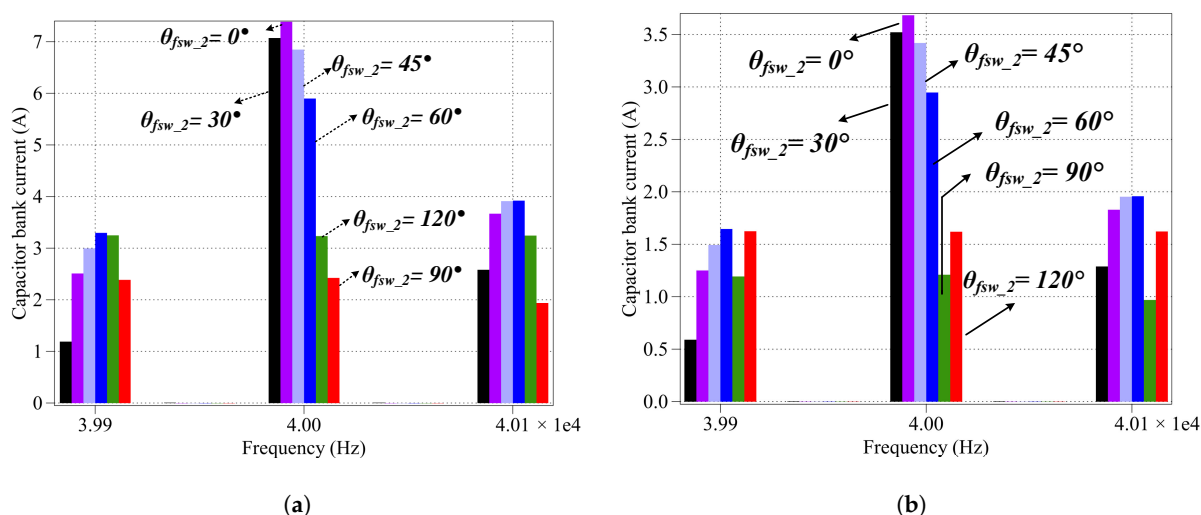 Capacitor bank current (A)
7
6
5
4
3
2
1
0
θfsw_2= 0•
θfsw_2= 45•
θfsw_2= 30•
θfsw_2= 60•
θfsw_2= 120•
θfsw_2= 90•
3.99
4.00
4.01 × 1e4
Frequency (Hz)
(a)
Capacitor bank current (A)
3.5
3.0
2.5
2.0
1.5
1.0
0.5
0.0
θfsw_2= 0°
θfsw_2= 45°
θfsw_2= 30°
θfsw_2= 60°
θfsw_2= 90°
θfsw_2= 120°
3.99
4.00
4.01 × 1e4
Frequency (Hz)
(b)